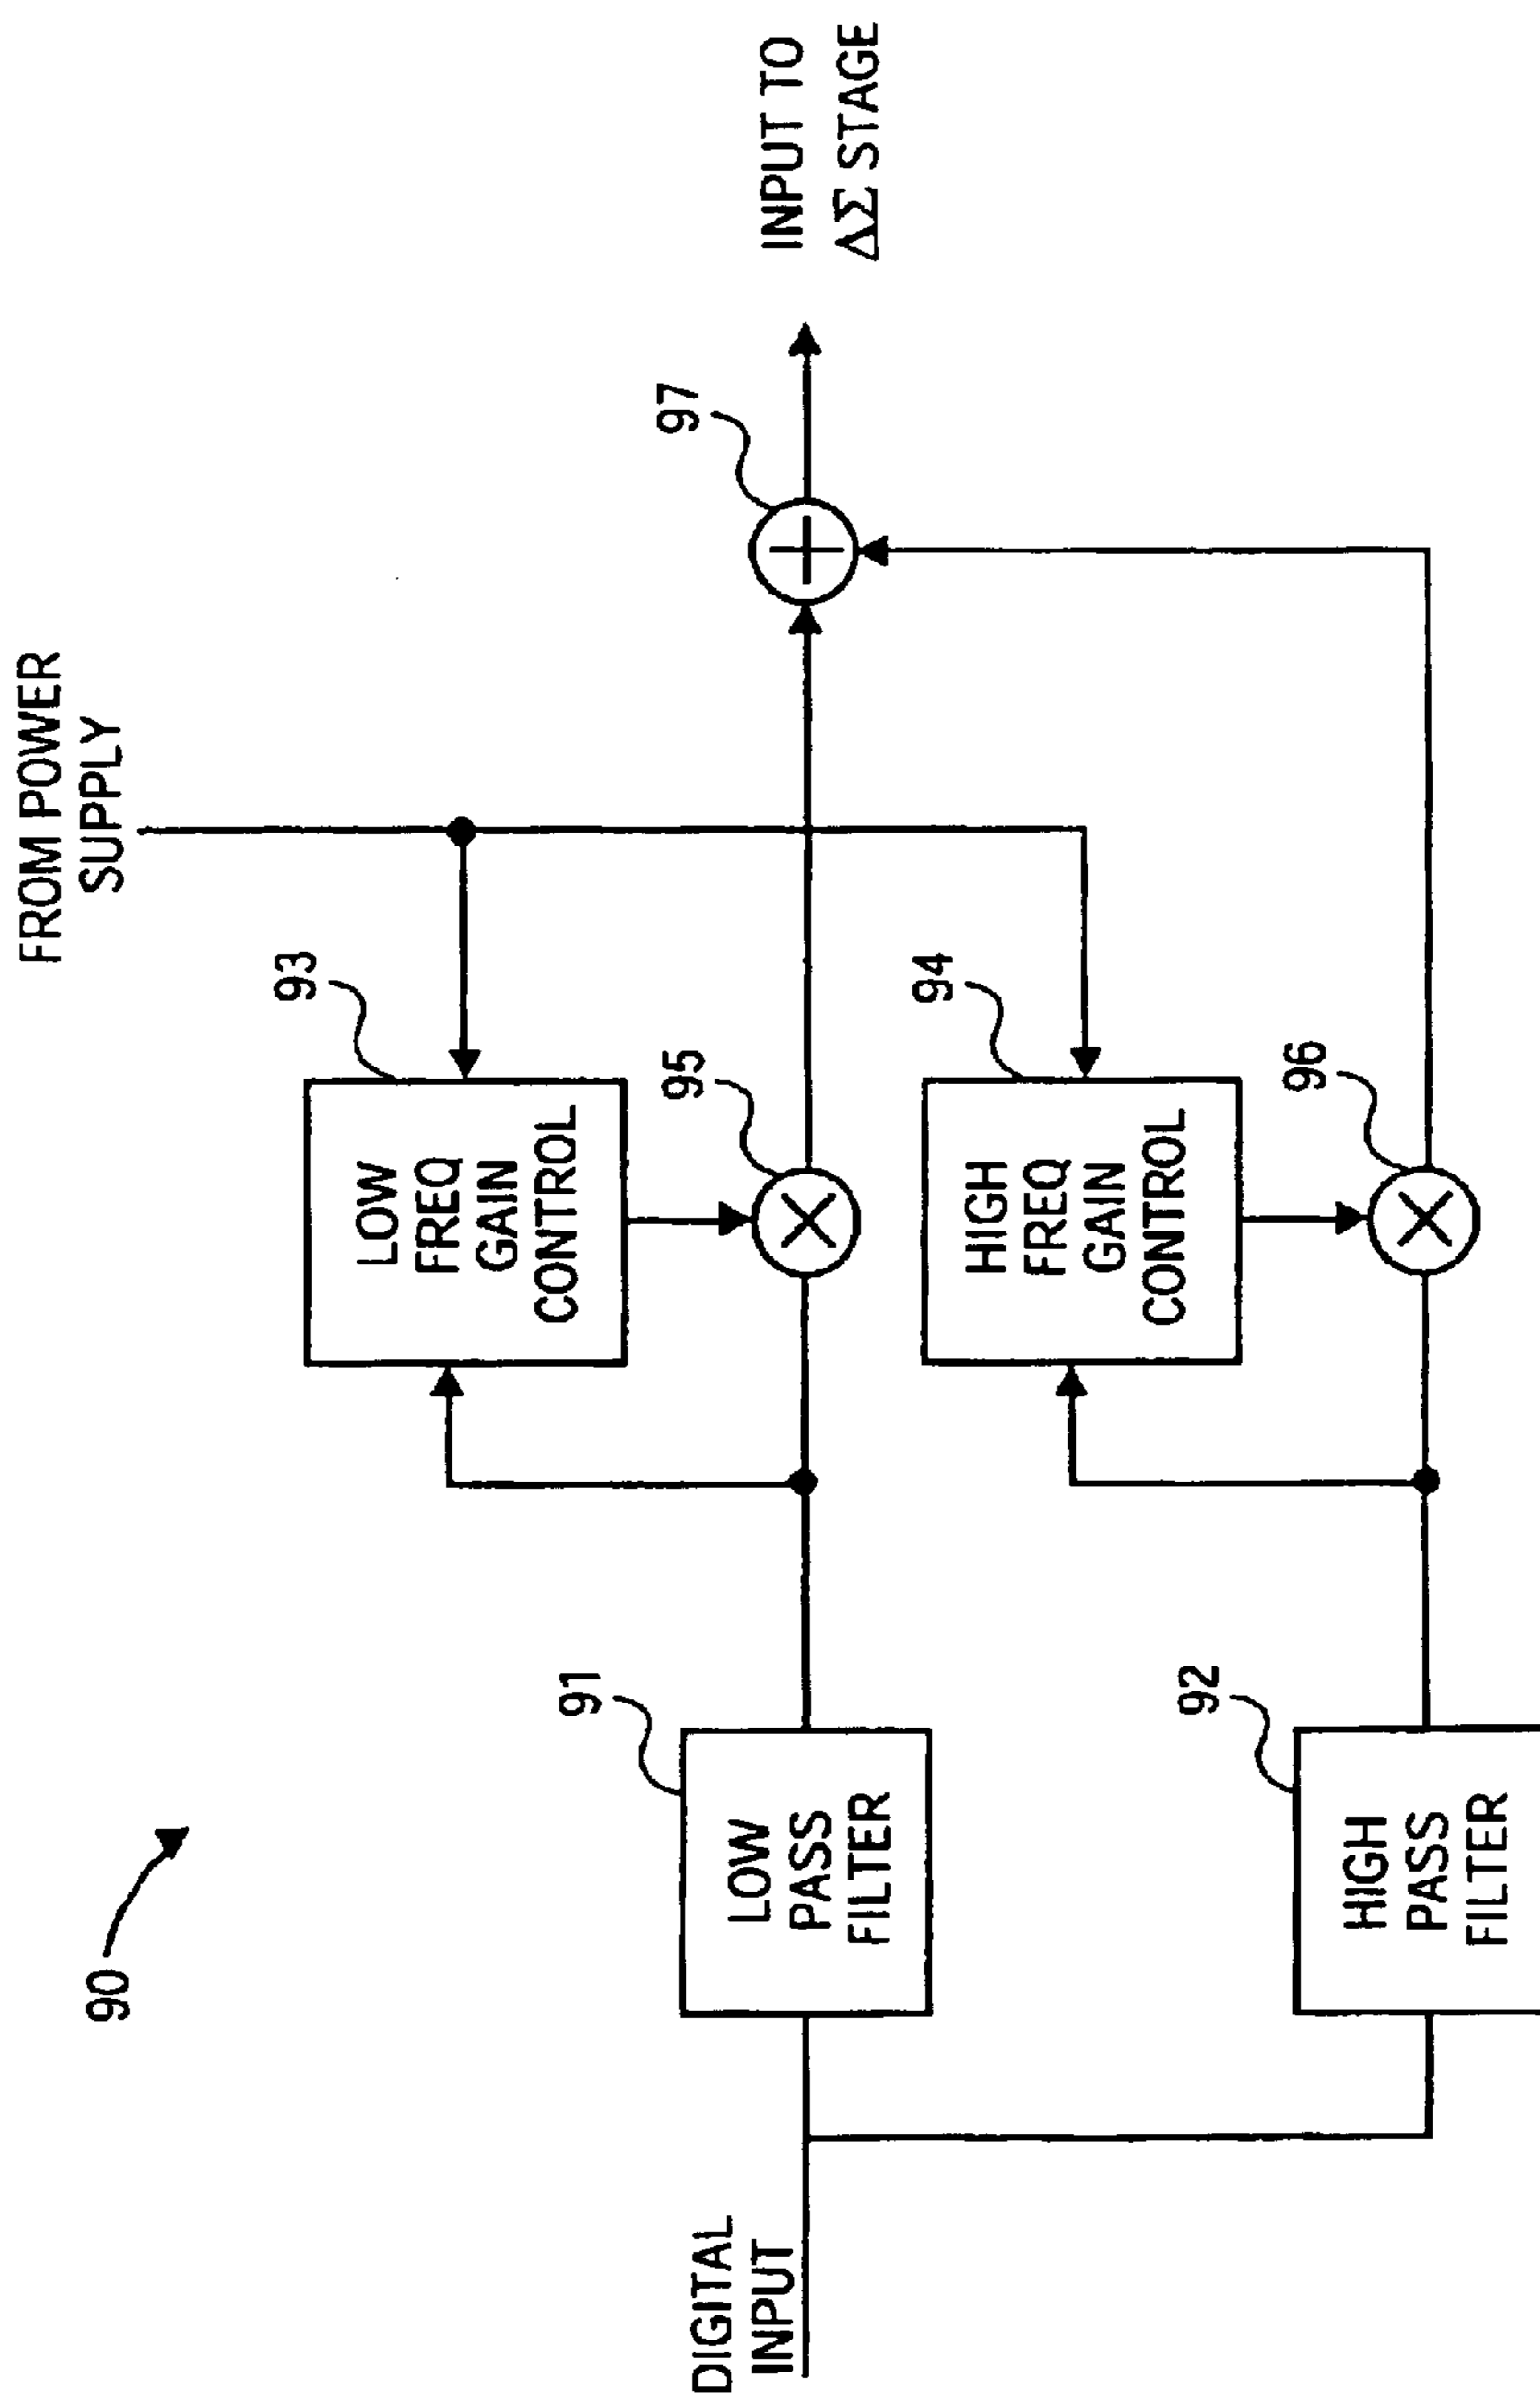 90
FROM POWER
SUPPLY
93
LOW
FREQ
GAIN
CONTROL
97
INPUT TO
ΔΣ STAGE
91
95
DIGITAL
INPUT
LOW
PASS
FILTER
94
HIGH
FREQ
GAIN
CONTROL
92
96
HIGH
PASS
FILTER